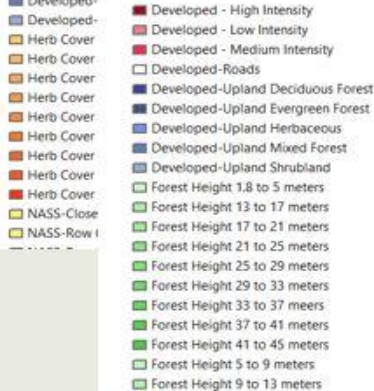 Developed-
Developed-
Herb Cover
Herb Cover
Herb Cover
Herb Cover
Herb Cover
Herb Cover
Herb Cover
Herb Cover
Herb Cover
NASS-Close
NASS-Row
Developed - High Intensity
Developed - Low Intensity
Developed - Medium Intensity
Developed-Roads
Developed-Upland Deciduous Forest
Developed-Upland Evergreen Forest
Developed-Upland Herbaceous
Developed-Upland Mixed Forest
Developed-Upland Shrubland
Forest Height 1.8 to 5 meters
Forest Height 13 to 17 meters
Forest Height 17 to 21 meters
Forest Height 21 to 25 meters
Forest Height 25 to 29 meters
Forest Height 29 to 33 meters
Forest Height 33 to 37 meers
Forest Height 37 to 41 meters
Forest Height 41 to 45 meters
Forest Height 5 to 9 meters
Forest Height 9 to 13 meters